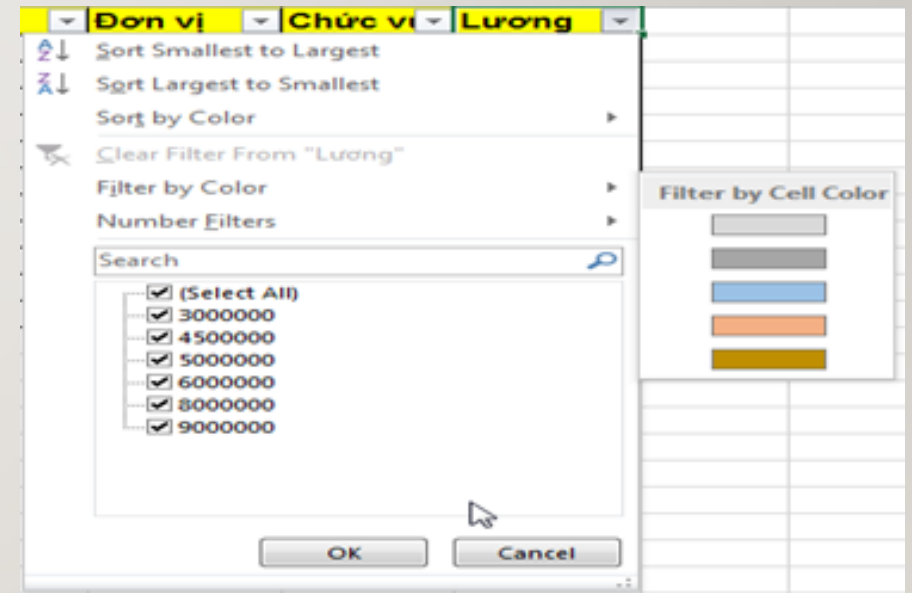 Đơn vị Chức vụ Lương
Sort Smallest to Largest
Sort Largest to Smallest
Sort by Color
Clear Filter From "Lương"
Filter by Color
Number Filters
Filter by Cell Color
Search
(Select All)
3000000
4500000
5000000
6000000
8000000
9000000
OK Cancel